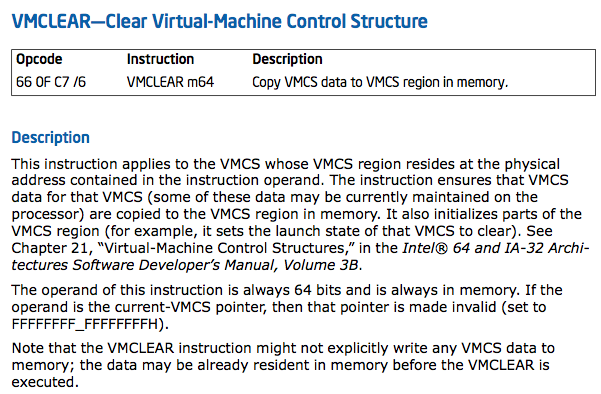 VMCLEAR—Clear Virtual-Machine Control Structure
Opcode Instruction Description
66 0F C7 /6 VMCLEAR m64 Copy VMCS data to VMCS region in memory.
Description
This instruction applies to the VMCS whose VMCS region resides at the physical
address contained in the instruction operand. The instruction ensures that VMCS
data for that VMCS (some of these data may be currently maintained on the
processor) are copied to the VMCS region in memory. It also initializes parts of the
VMCS region (for example, it sets the launch state of that VMCS to clear). See
Chapter 21, “Virtual-Machine Control Structures,” in the Intel® 64 and IA-32 Archi-
tectures Software Developer’s Manual, Volume 3B.
The operand of this instruction is always 64 bits and is always in memory. If the
operand is the current-VMCS pointer, then that pointer is made invalid (set to
FFFFFFFF_FFFFFFFFH).
Note that the VMCLEAR instruction might not explicitly write any VMCS data to
memory; the data may be already resident in memory before the VMCLEAR is
executed.